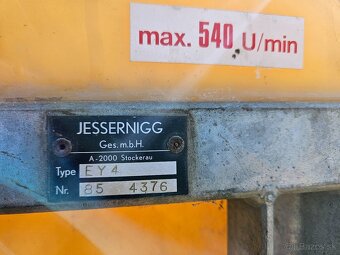 max. 540 U/min
JESSERNIGG
Ges.m.b.H.
A-2000 Stockerau
Type EY4
Nr. 85 4376